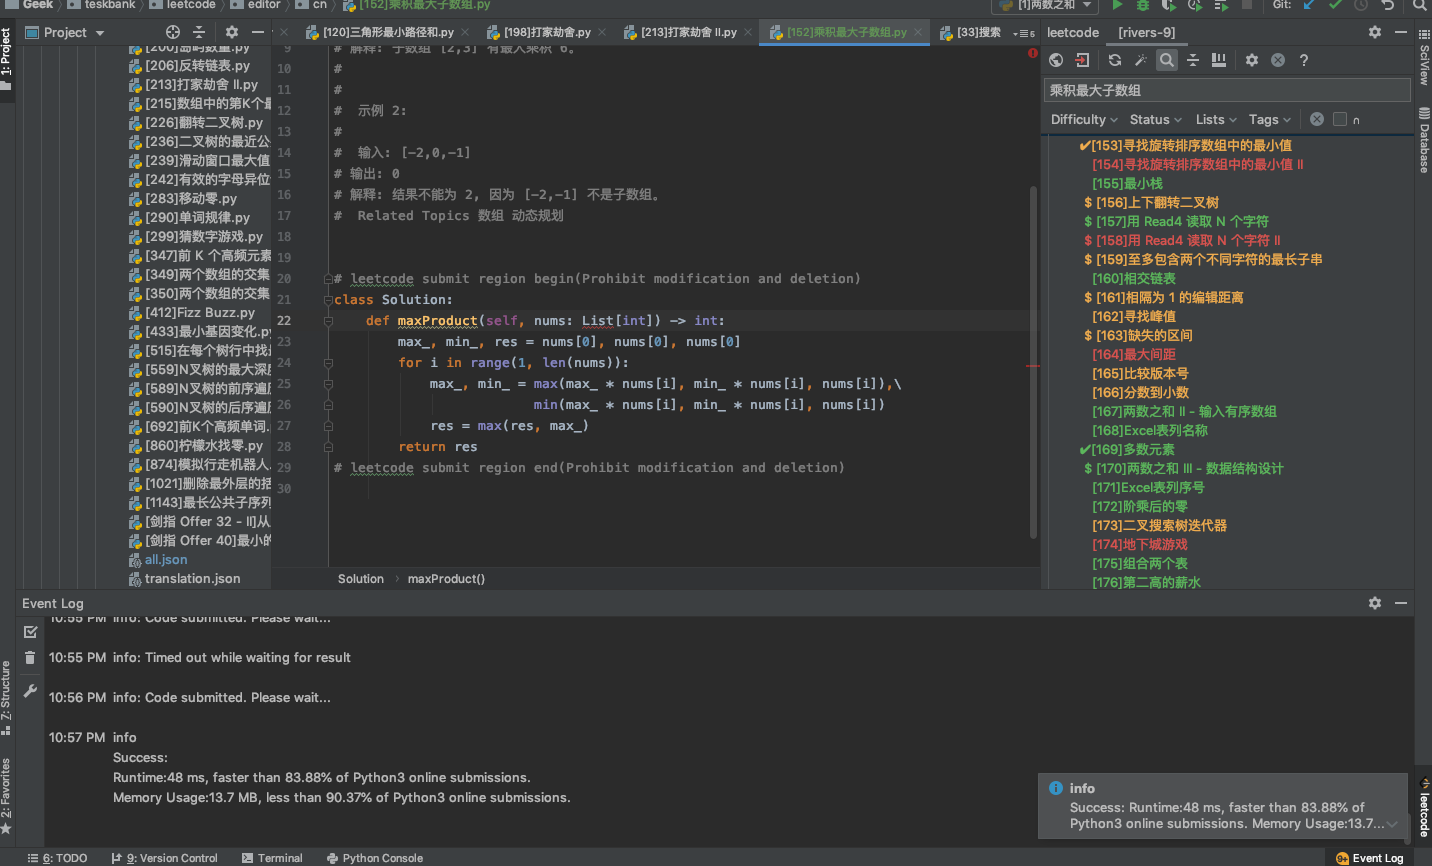 Geek teskbank leetcode editor cn [152]乘积最大子数组.py [1]两数之和 Git:
1: Project
Project
[200]岛屿数量.py
[206]反转链表.py
[213]打家劫舍 II.py
[215]数组中的第K个最
[226]翻转二叉树.py
[236]二叉树的最近公
[239]滑动窗口最大值
[242]有效的字母异位
[283]移动零.py
[290]单词规律.py
[299]猜数字游戏.py
[347]前 K 个高频元素
[349]两个数组的交集
[350]两个数组的交集
[412]Fizz Buzz.py
[433]最小基因变化.py
[515]在每个树行中找
[559]N叉树的最大深度
[589]N叉树的前序遍历
[590]N叉树的后序遍历
[692]前K个高频单词.
[860]柠檬水找零.py
[874]模拟行走机器人.
[1021]删除最外层的括
[1143]最长公共子序列
[剑指 Offer 32 - II]从
[剑指 Offer 40]最小的
all.json
translation.json
[120]三角形最小路径和.py [198]打家劫舍.py [213]打家劫舍 II.py [152]乘积最大子数组.py [33]搜索 6
9 # 解释: 子数组 [2,3] 有最大乘积 6。
10 #
11 #
12 # 示例 2:
13 #
14 # 输入: [-2,0,-1]
15 # 输出: 0
16 # 解释: 结果不能为 2, 因为 [-2,-1] 不是子数组。
17 # Related Topics 数组 动态规划
18
19
20 # leetcode submit region begin(Prohibit modification and deletion)
21 class Solution:
22 def maxProduct(self, nums: List[int]) -> int:
23 max_, min_, res = nums[0], nums[0], nums[0]
24 for i in range(1, len(nums)):
25 max_, min_ = max(max_ * nums[i], min_ * nums[i], nums[i]),\
26 min(max_ * nums[i], min_ * nums[i], nums[i])
27 res = max(res, max_)
28 return res
29 # leetcode submit region end(Prohibit modification and deletion)
30
Solution › maxProduct()
leetcode [rivers-9]
乘积最大子数组
Difficulty Status Lists Tags
✔[153]寻找旋转排序数组中的最小值
[154]寻找旋转排序数组中的最小值 II
[155]最小栈
$ [156]上下翻转二叉树
$ [157]用 Read4 读取 N 个字符
$ [158]用 Read4 读取 N 个字符 II
$ [159]至多包含两个不同字符的最长子串
[160]相交链表
$ [161]相隔为 1 的编辑距离
[162]寻找峰值
$ [163]缺失的区间
[164]最大间距
[165]比较版本号
[166]分数到小数
[167]两数之和 II - 输入有序数组
[168]Excel表列名称
✔[169]多数元素
$ [170]两数之和 III - 数据结构设计
[171]Excel表列序号
[172]阶乘后的零
[173]二叉搜索树迭代器
[174]地下城游戏
[175]组合两个表
[176]第二高的薪水
SciView
Database
leetcode
Event Log
10:55 PM info: Code submitted. Please wait...
10:55 PM info: Timed out while waiting for result
10:56 PM info: Code submitted. Please wait...
10:57 PM info
Success:
Runtime:48 ms, faster than 83.88% of Python3 online submissions.
Memory Usage:13.7 MB, less than 90.37% of Python3 online submissions.
info
Success: Runtime:48 ms, faster than 83.88% of
Python3 online submissions. Memory Usage:13.7...
Z: Structure
2: Favorites
6: TODO 9: Version Control Terminal Python Console 9+ Event Log